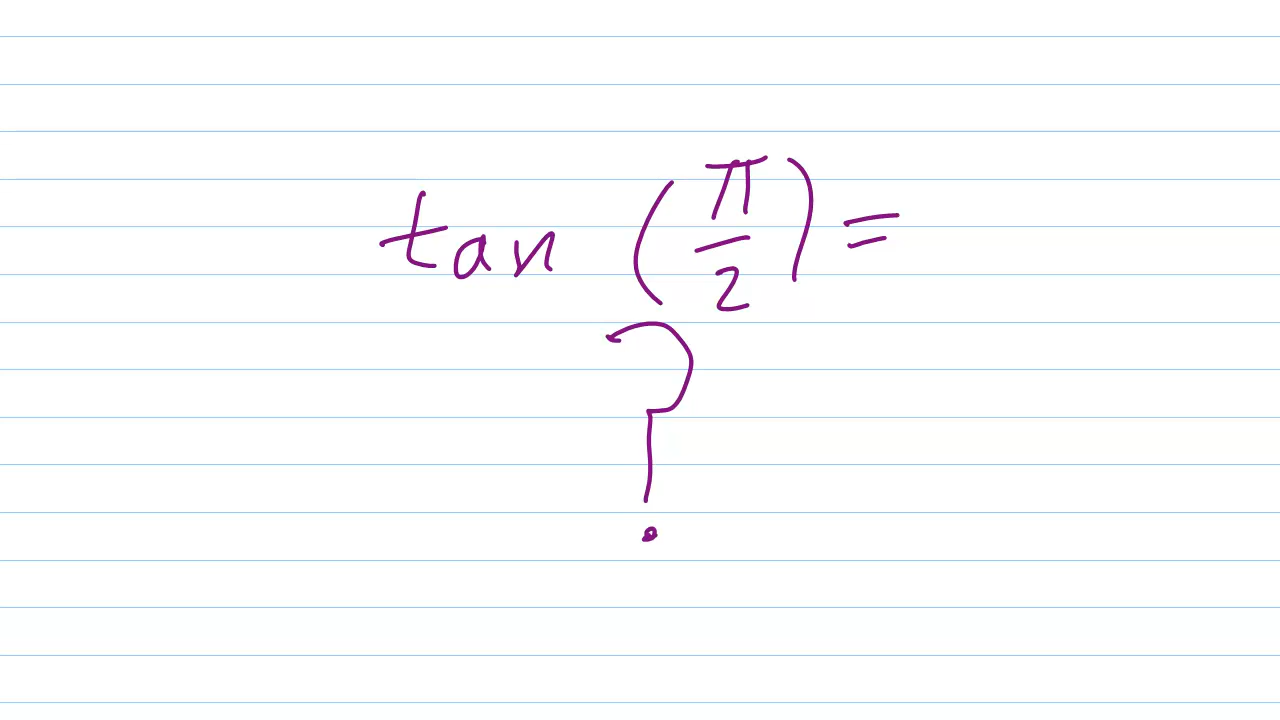 tan (π/2) =
?